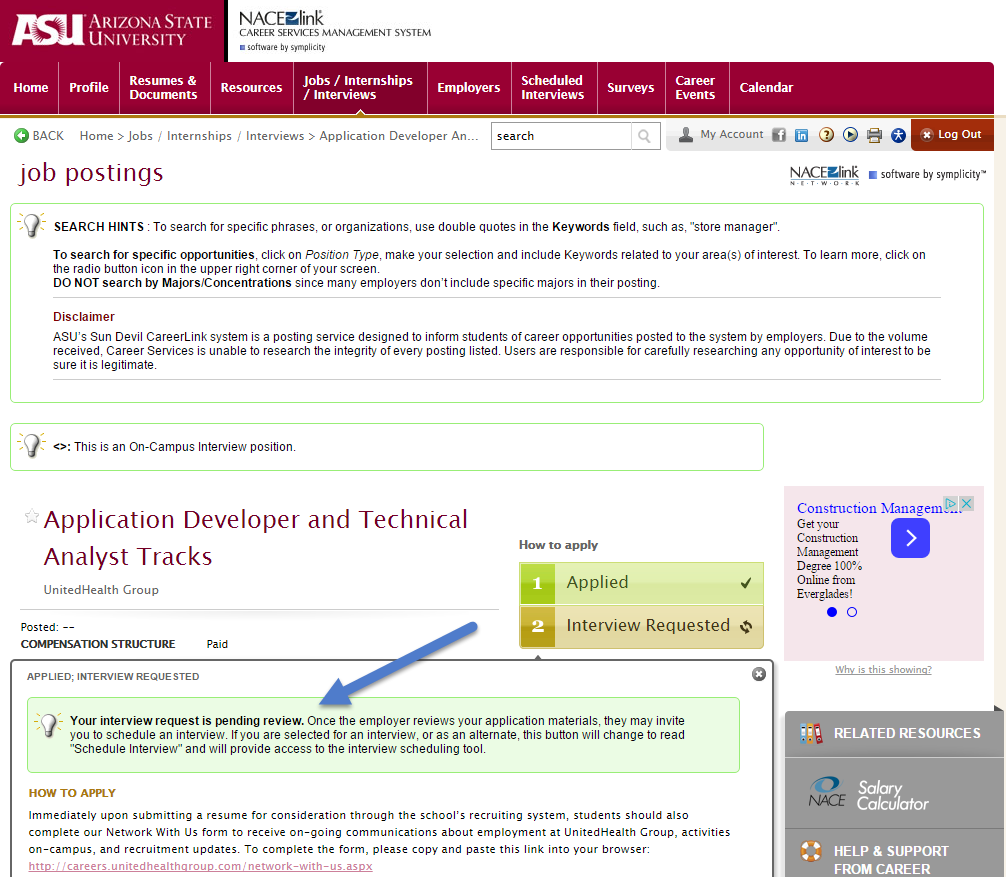 ASU ARIZONA STATE
UNIVERSITY
NACElink
CAREER SERVICES MANAGEMENT SYSTEM
software by symplicity
Home
Profile
Resumes &
Documents
Resources
Jobs / Internships
/ Interviews
Employers
Scheduled
Interviews
Surveys
Career
Events
Calendar
BACK Home > Jobs / Internships / Interviews > Application Developer An...
search
My Account
f in ?
Log Out
job postings
NACElink
NETWORK
software by symplicity™
SEARCH HINTS : To search for specific phrases, or organizations, use double quotes in the Keywords field, such as, "store manager".
To search for specific opportunities, click on Position Type, make your selection and include Keywords related to your area(s) of interest. To learn more, click on
the radio button icon in the upper right corner of your screen.
DO NOT search by Majors/Concentrations since many employers don't include specific majors in their posting.
Disclaimer
ASU's Sun Devil CareerLink system is a posting service designed to inform students of career opportunities posted to the system by employers. Due to the volume
received, Career Services is unable to research the integrity of every posting listed. Users are responsible for carefully researching any opportunity of interest to be
sure it is legitimate.
<>: This is an On-Campus Interview position.
Application Developer and Technical
Analyst Tracks
UnitedHealth Group
Posted: --
COMPENSATION STRUCTURE Paid
How to apply
1 Applied
2 Interview Requested
Construction Management
Get your
Construction
Management
Degree 100%
Online from
Everglades!
Why is this showing?
APPLIED; INTERVIEW REQUESTED
Your interview request is pending review. Once the employer reviews your application materials, they may invite
you to schedule an interview. If you are selected for an interview, or as an alternate, this button will change to read
"Schedule Interview" and will provide access to the interview scheduling tool.
HOW TO APPLY
Immediately upon submitting a resume for consideration through the school's recruiting system, students should also
complete our Network With Us form to receive on-going communications about employment at UnitedHealth Group, activities
on-campus, and recruitment updates. To complete the form, please copy and paste this link into your browser:
http://careers.unitedhealthgroup.com/network-with-us.aspx
RELATED RESOURCES
NACE
Salary
Calculator
HELP & SUPPORT
FROM CAREER